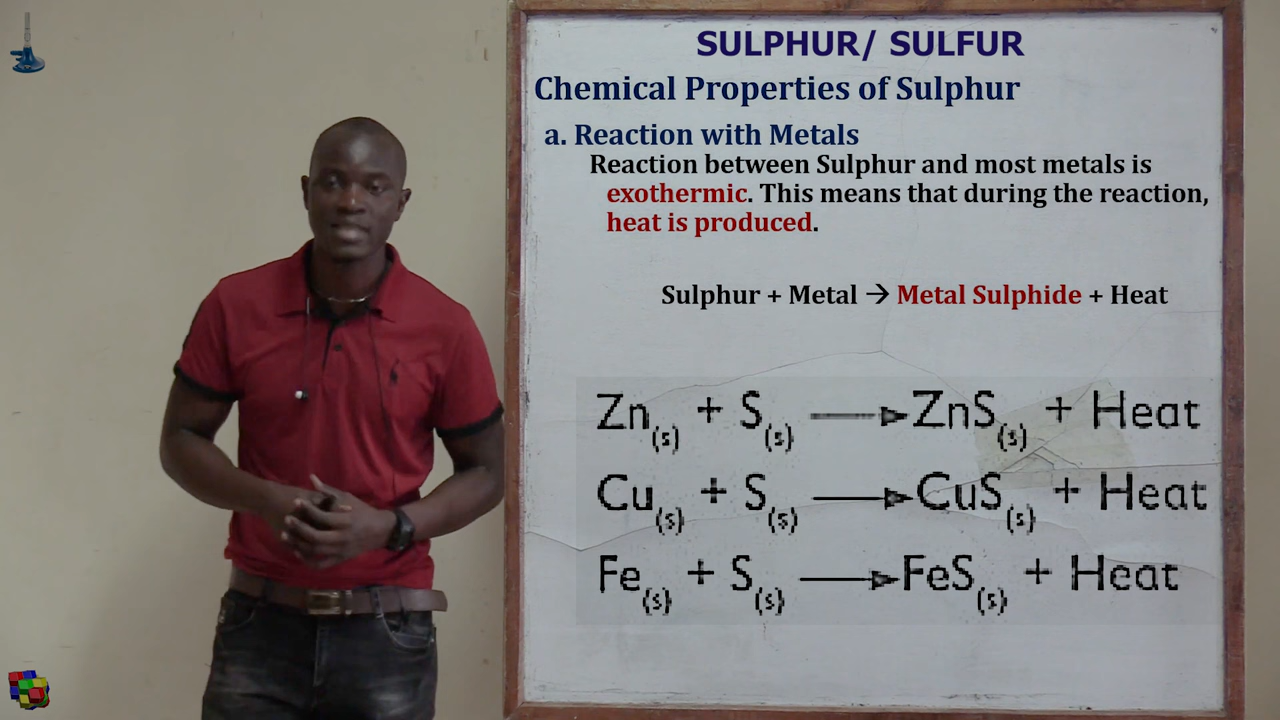 SULPHUR/ SULFUR
Chemical Properties of Sulphur
a. Reaction with Metals
Reaction between Sulphur and most metals is
exothermic. This means that during the reaction,
heat is produced.
Sulphur + Metal → Metal Sulphide + Heat
Zn(s) + S(s) → ZnS(s) + Heat
Cu(s) + S(s) → CuS(s) + Heat
Fe(s) + S(s) → FeS(s) + Heat